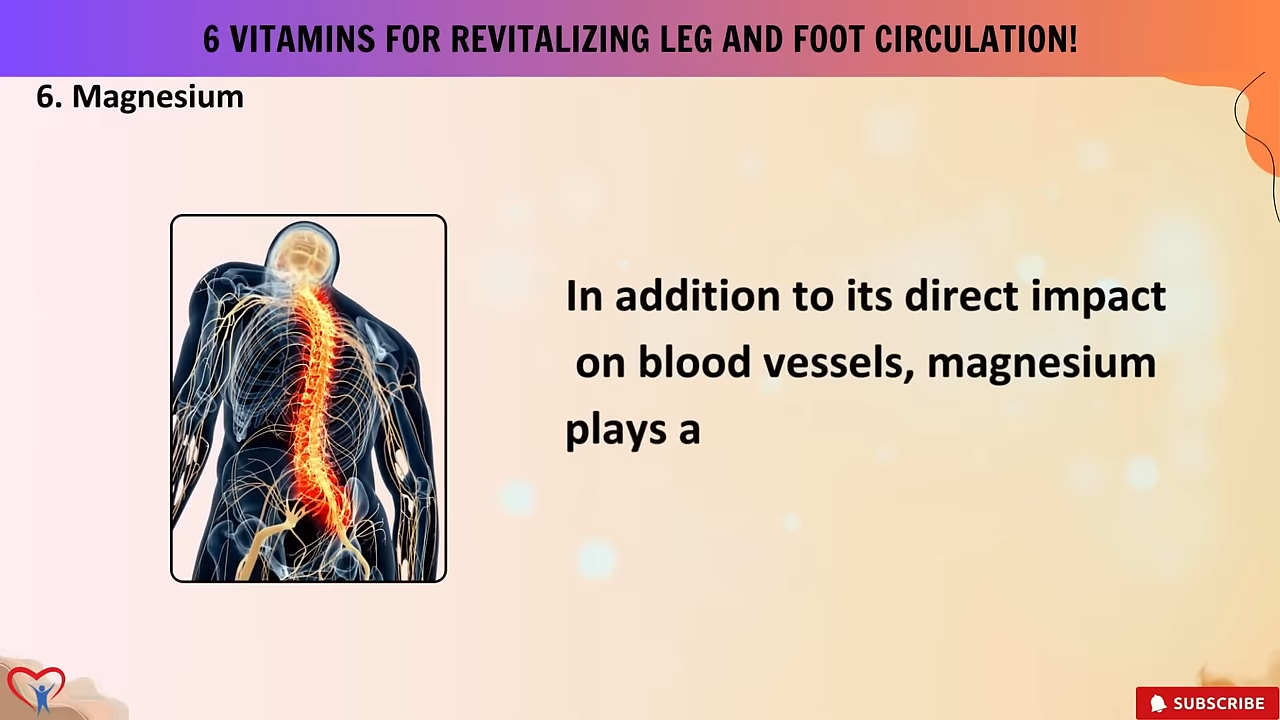 6 VITAMINS FOR REVITALIZING LEG AND FOOT CIRCULATION!
6. Magnesium
In addition to its direct impact
on blood vessels, magnesium
plays a
SUBSCRIBE